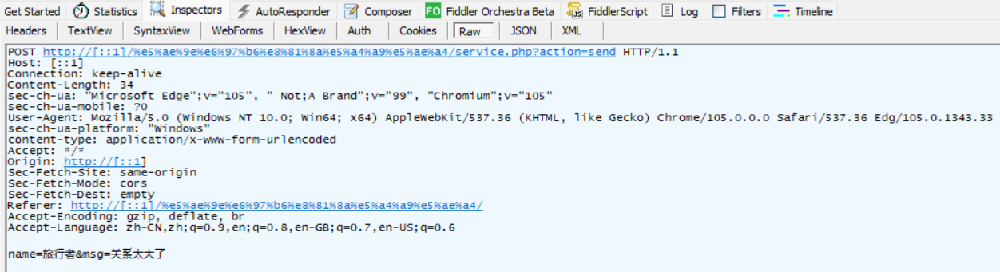 Get Started Statistics Inspectors AutoResponder Composer FO Fiddler Orchestra Beta JS FiddlerScript Log Filters Timeline
Headers TextView SyntaxView WebForms HexView Auth Cookies Raw JSON XML
POST http://[::1]/%e5%ae%9e%e6%97%b6%e8%81%8a%e5%a4%a9%e5%ae%a4/service.php?action=send HTTP/1.1
Host: [::1]
Connection: keep-alive
Content-Length: 34
sec-ch-ua: "Microsoft Edge";v="105", " Not;A Brand";v="99", "Chromium";v="105"
sec-ch-ua-mobile: ?0
User-Agent: Mozilla/5.0 (Windows NT 10.0; Win64; x64) AppleWebKit/537.36 (KHTML, like Gecko) Chrome/105.0.0.0 Safari/537.36 Edg/105.0.1343.33
sec-ch-ua-platform: "Windows"
content-type: application/x-www-form-urlencoded
Accept: */*
Origin: http://[::1]
Sec-Fetch-Site: same-origin
Sec-Fetch-Mode: cors
Sec-Fetch-Dest: empty
Referer: http://[::1]/%e5%ae%9e%e6%97%b6%e8%81%8a%e5%a4%a9%e5%ae%a4/
Accept-Encoding: gzip, deflate, br
Accept-Language: zh-CN,zh;q=0.9,en;q=0.8,en-GB;q=0.7,en-US;q=0.6
name=旅行者&msg=关系太大了